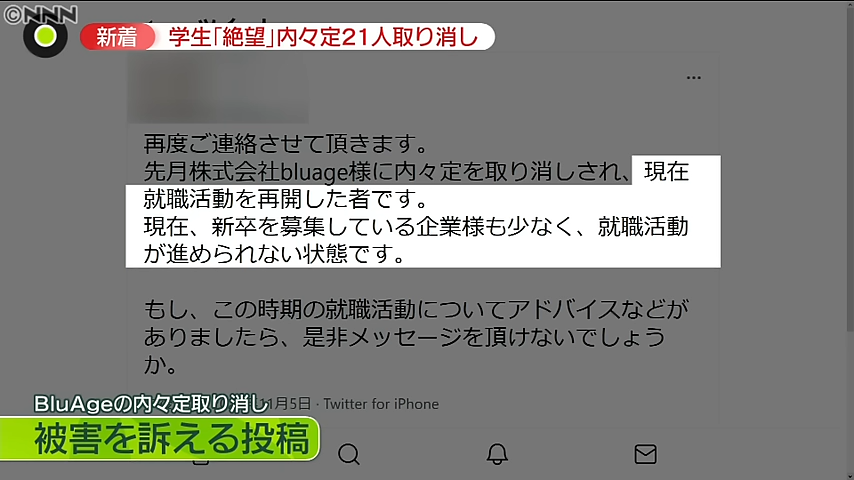 ©NNN
新着 学生「絶望」内々定21人取り消し
再度ご連絡させて頂きます。
先月株式会社bluage様に内々定を取り消しされ、現在
就職活動を再開した者です。
現在、新卒を募集している企業様も少なく、就職活動
が進められない状態です。
もし、この時期の就職活動についてアドバイスなどが
ありましたら、是非メッセージを頂けないでしょう
か。
11月5日 · Twitter for iPhone
BluAgeの内々定取り消し
被害を訴える投稿